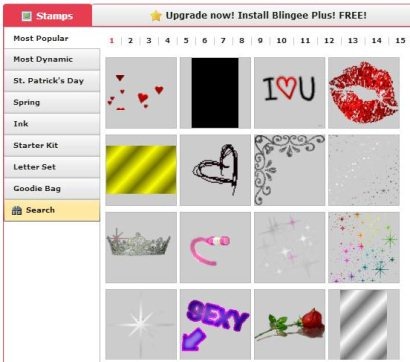 Stamps
Upgrade now! Install Blingee Plus! FREE!
Most Popular
1 | 2 | 3 | 4 | 5 | 6 | 7 | 8 | 9 | 10 | 11 | 12 | 13 | 14 | 15
Most Dynamic
St. Patrick's Day
Spring
Ink
Starter Kit
Letter Set
Goodie Bag
Search
I U
SEXY